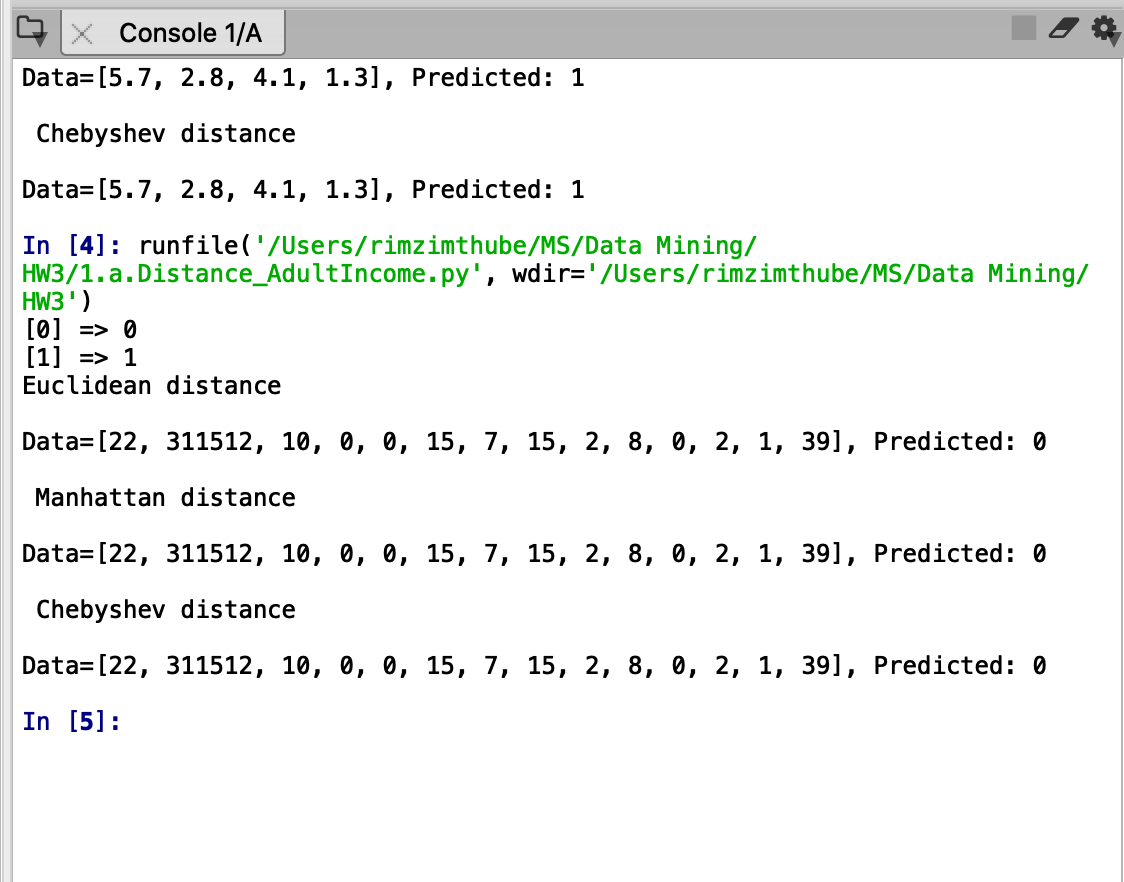 Console 1/A
Data=[5.7, 2.8, 4.1, 1.3], Predicted: 1
Chebyshev distance
Data=[5.7, 2.8, 4.1, 1.3], Predicted: 1
In [4]: runfile('/Users/rimzimthube/MS/Data Mining/
HW3/1.a.Distance_AdultIncome.py', wdir='/Users/rimzimthube/MS/Data Mining/
HW3')
[0] => 0
[1] => 1
Euclidean distance
Data=[22, 311512, 10, 0, 0, 15, 7, 15, 2, 8, 0, 2, 1, 39], Predicted: 0
Manhattan distance
Data=[22, 311512, 10, 0, 0, 15, 7, 15, 2, 8, 0, 2, 1, 39], Predicted: 0
Chebyshev distance
Data=[22, 311512, 10, 0, 0, 15, 7, 15, 2, 8, 0, 2, 1, 39], Predicted: 0
In [5]: